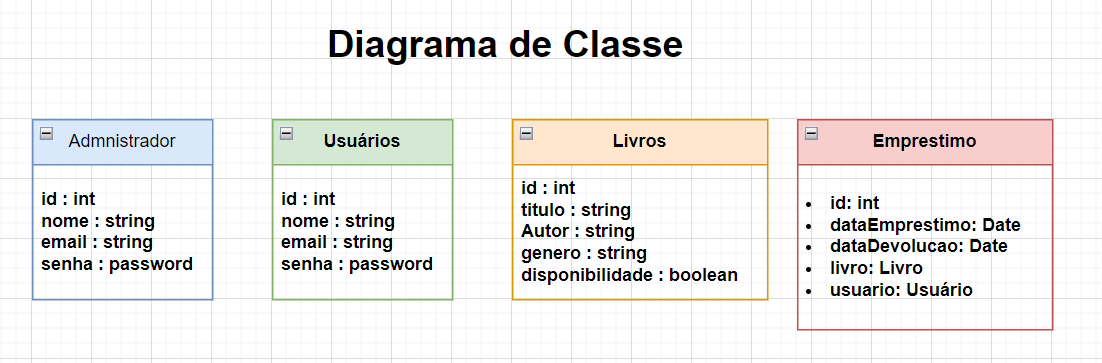 Diagrama de Classe
Admnistrador
id : int
nome : string
email : string
senha : password
Usuários
id : int
nome : string
email : string
senha : password
Livros
id : int
titulo : string
Autor : string
genero : string
disponibilidade : boolean
Emprestimo
• id: int
• dataEmprestimo: Date
• dataDevolucao: Date
• livro: Livro
• usuario: Usuário